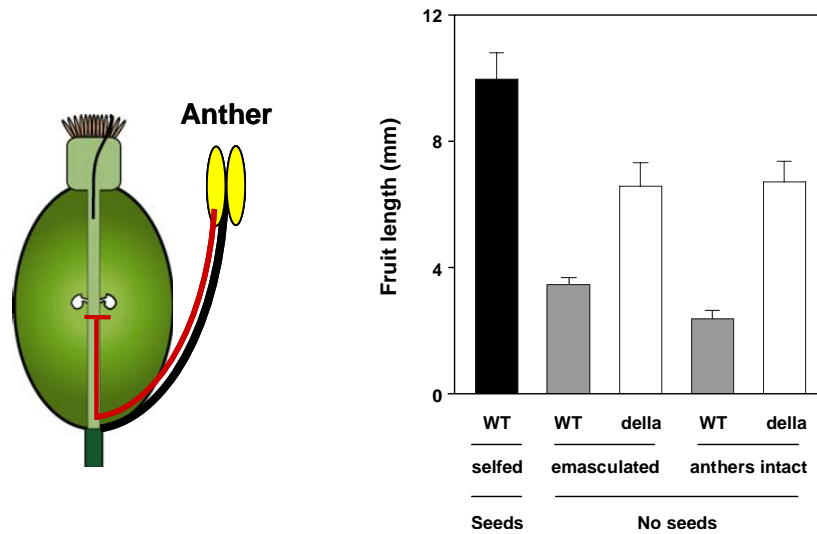 Anther
Fruit length (mm)
12
8
4
0
WT WT della WT della
selfed emasculated anthers intact
Seeds No seeds